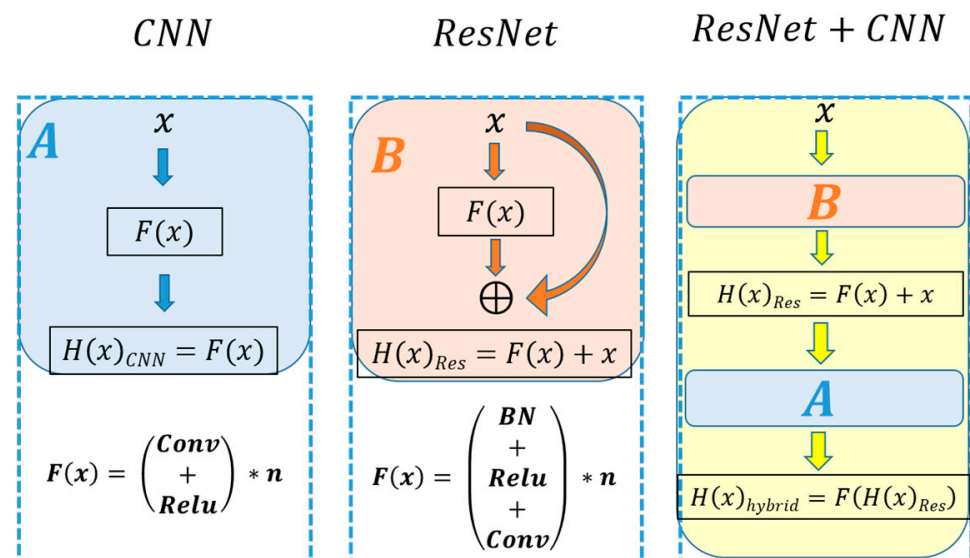 CNN
x
A
F(x)
H(x)_CNN = F(x)
F(x) = (Conv + Relu) * n
ResNet
x
B
F(x)
⊕
H(x)_Res = F(x) + x
F(x) = (BN + Relu + Conv) * n
ResNet + CNN
x
B
H(x)_Res = F(x) + x
A
H(x)_hybrid = F(H(x)_Res)